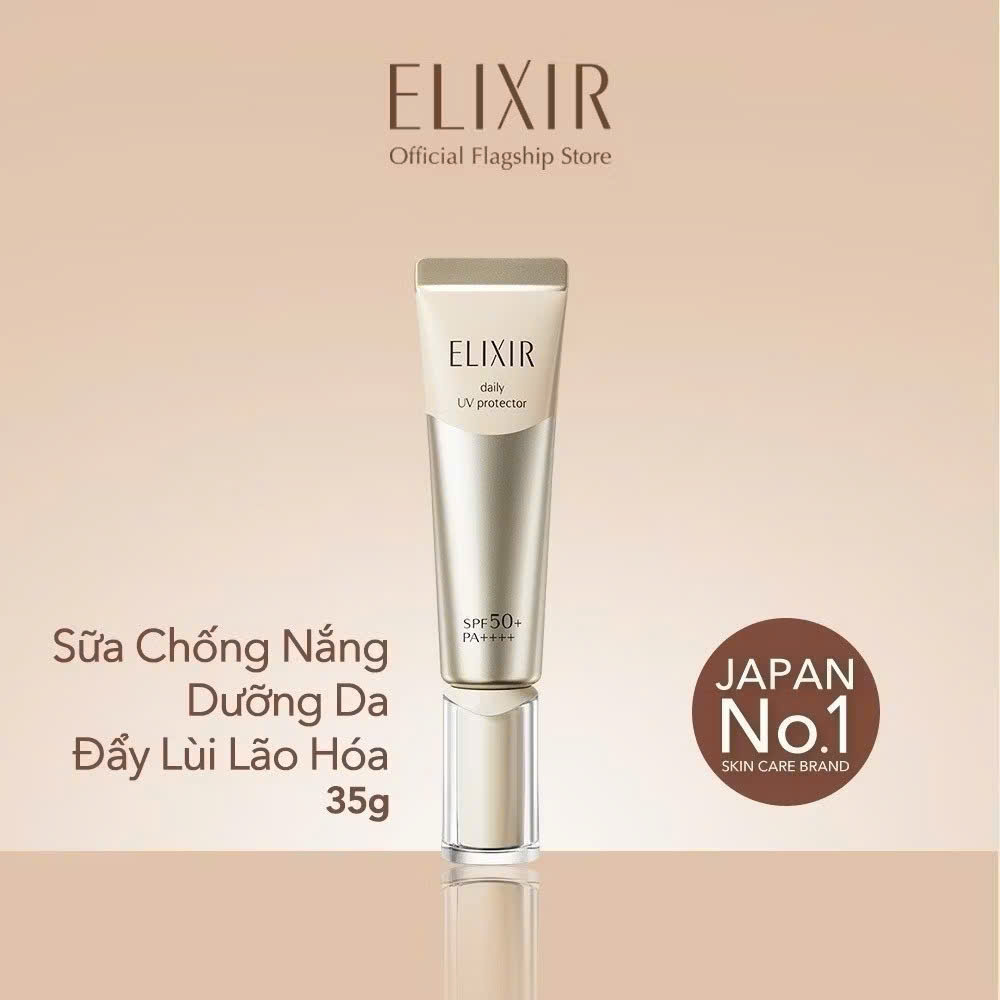 ELIXIR
Official Flagship Store
ELIXIR
daily
UV protector
SPF50+
PA++++
Sữa Chống Nắng
Dưỡng Da
Đẩy Lùi Lão Hóa
35g
JAPAN
No.1
SKIN CARE BRAND